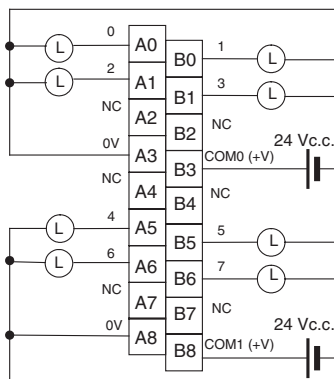 0 A0 B0 1
L L
2 A1 B1 3
L L
NC A2 B2 NC
0V A3 B3 COM0 (+V) 24 Vc.c.
NC A4 B4 NC
4 A5 B5 5
L L
6 A6 B6 7
L L
NC A7 B7 NC
0V A8 B8 COM1 (+V) 24 Vc.c.